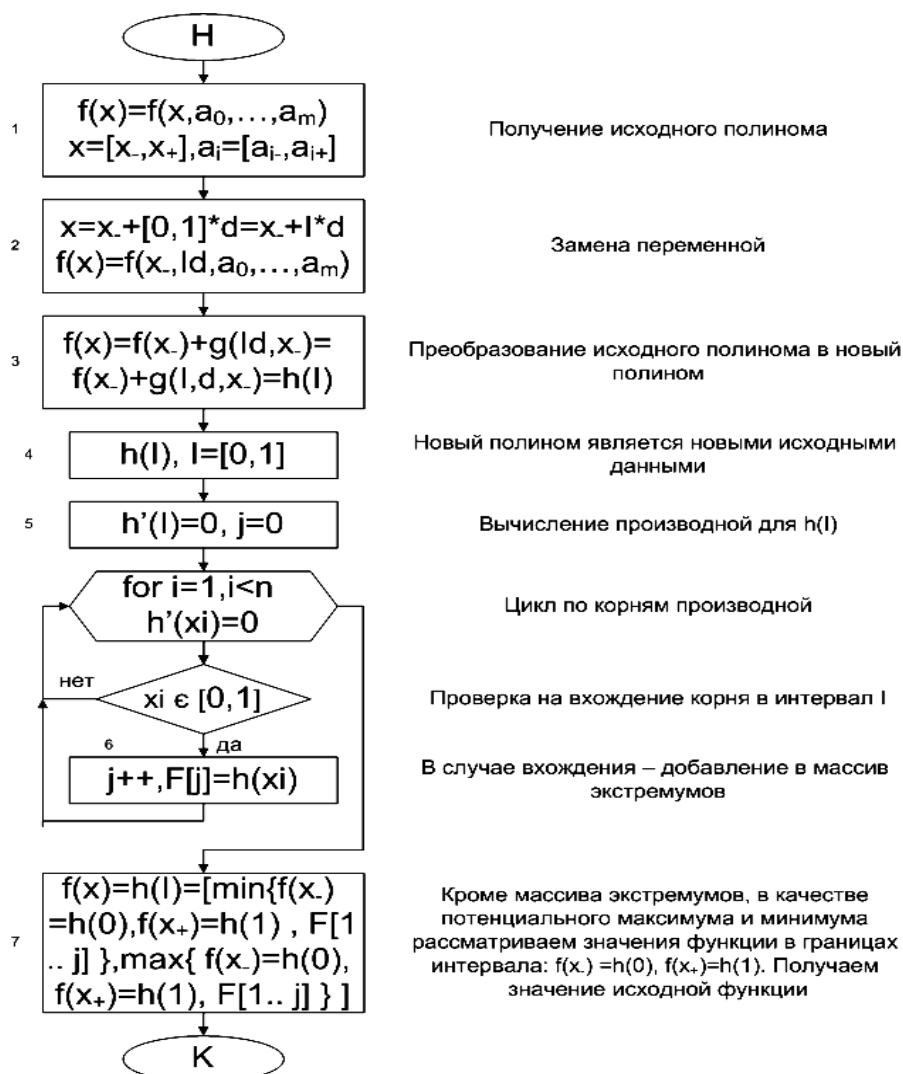 H
1
f(x)=f(x,a₀,…,aₘ)
x=[x₋,x₊],aᵢ=[aᵢ₋,aᵢ₊]
Получение исходного полинома
2
x=x₋+[0,1]*d=x₋+I*d
f(x)=f(x₋,Id,a₀,…,aₘ)
Замена переменной
3
f(x)=f(x₋)+g(Id,x₋)=
f(x₋)+g(I,d,x₋)=h(I)
Преобразование исходного полинома в новый
полином
4
h(I), I=[0,1]
Новый полином является новыми исходными
данными
5
h’(I)=0, j=0
Вычисление производной для h(I)
for i=1,i<n
h’(xi)=0
Цикл по корням производной
нет
xi є [0,1]
Проверка на вхождение корня в интервал I
6
да
j++,F[j]=h(xi)
В случае вхождения – добавление в массив
экстремумов
7
f(x)=h(I)=[min{f(x₋)
=h(0),f(x₊)=h(1) , F[1
.. j] },max{ f(x₋)=h(0),
f(x₊)=h(1), F[1.. j] } ]
Кроме массива экстремумов, в качестве
потенциального максимума и минимума
рассматриваем значения функции в границах
интервала: f(x₋) =h(0), f(x₊)=h(1). Получаем
значение исходной функции
K